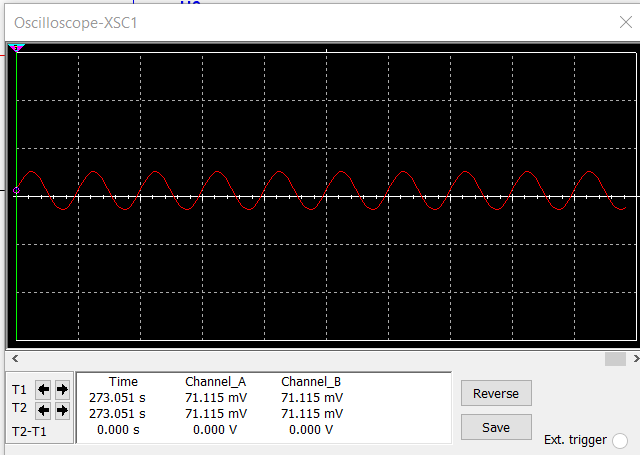 Oscilloscope-XSC1
Time Channel_A Channel_B
T1 273.051 s 71.115 mV 71.115 mV
T2 273.051 s 71.115 mV 71.115 mV
T2-T1 0.000 s 0.000 V 0.000 V
Reverse
Save
Ext. trigger